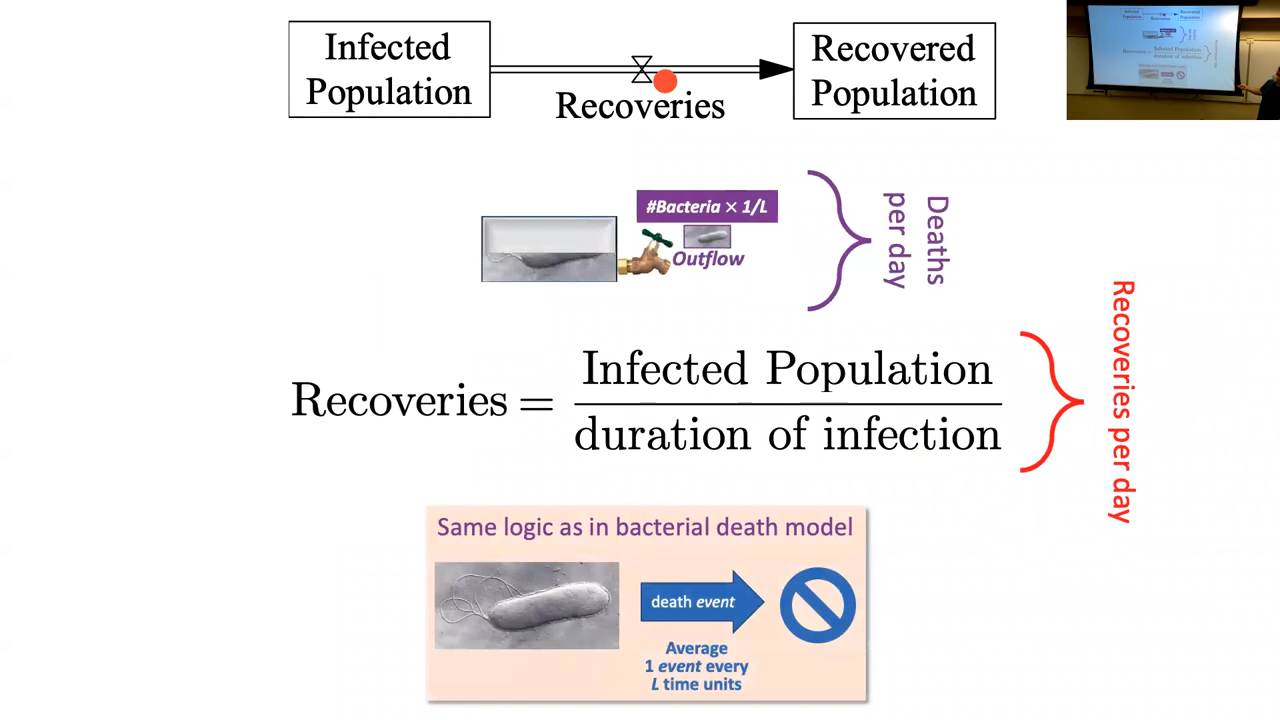 Infected
Population
Recoveries
Recovered
Population
#Bacteria × 1/L
Outflow
Deaths
per day
Recoveries = Infected Population
duration of infection
Recoveries per day
Same logic as in bacterial death model
death event
Average
1 event every
L time units